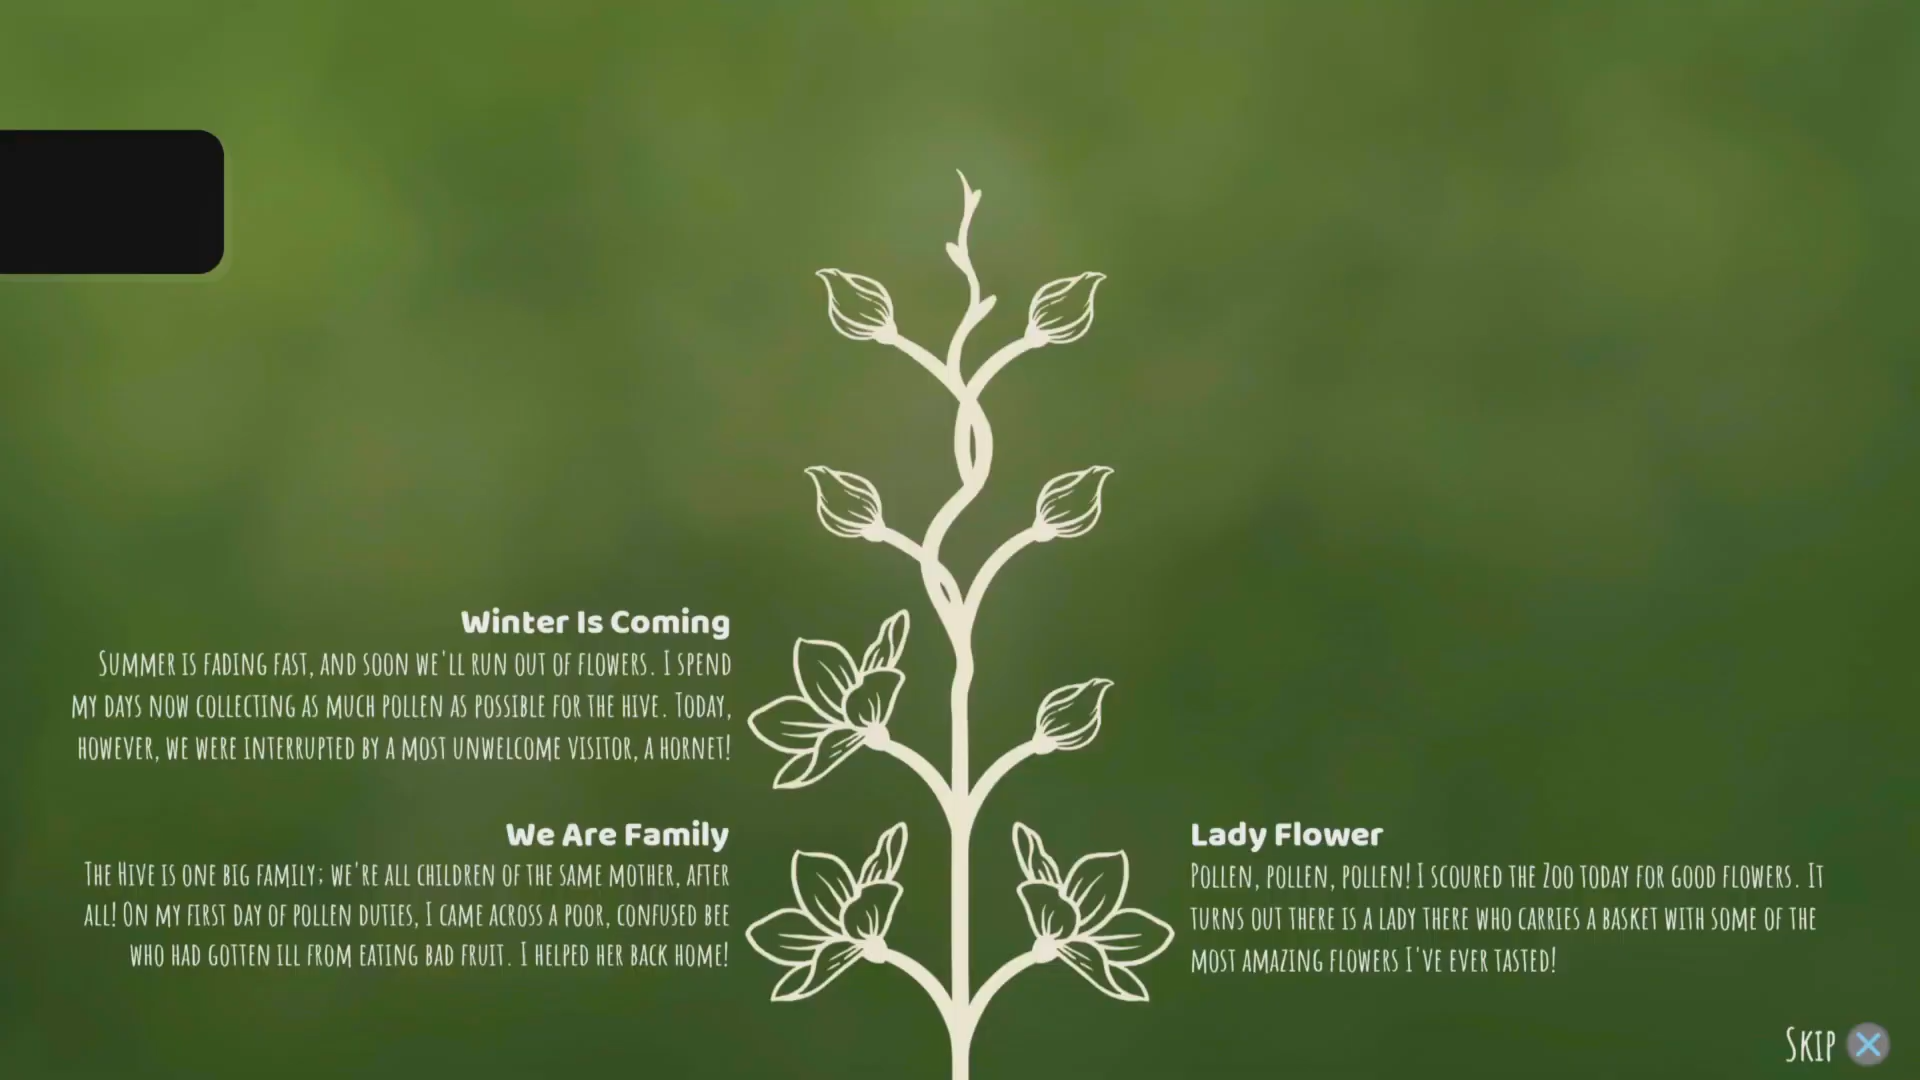 Winter Is Coming
Summer is fading fast, and soon we'll run out of flowers. I spend
my days now collecting as much pollen as possible for the hive. Today,
however, we were interrupted by a most unwelcome visitor, a hornet!
We Are Family
The Hive is one big family; we're all children of the same mother, after
all! On my first day of pollen duties, I came across a poor, confused bee
who had gotten ill from eating bad fruit. I helped her back home!
Lady Flower
Pollen, pollen, pollen! I scoured the Zoo today for good flowers. It
turns out there is a lady there who carries a basket with some of the
most amazing flowers I've ever tasted!
Skip